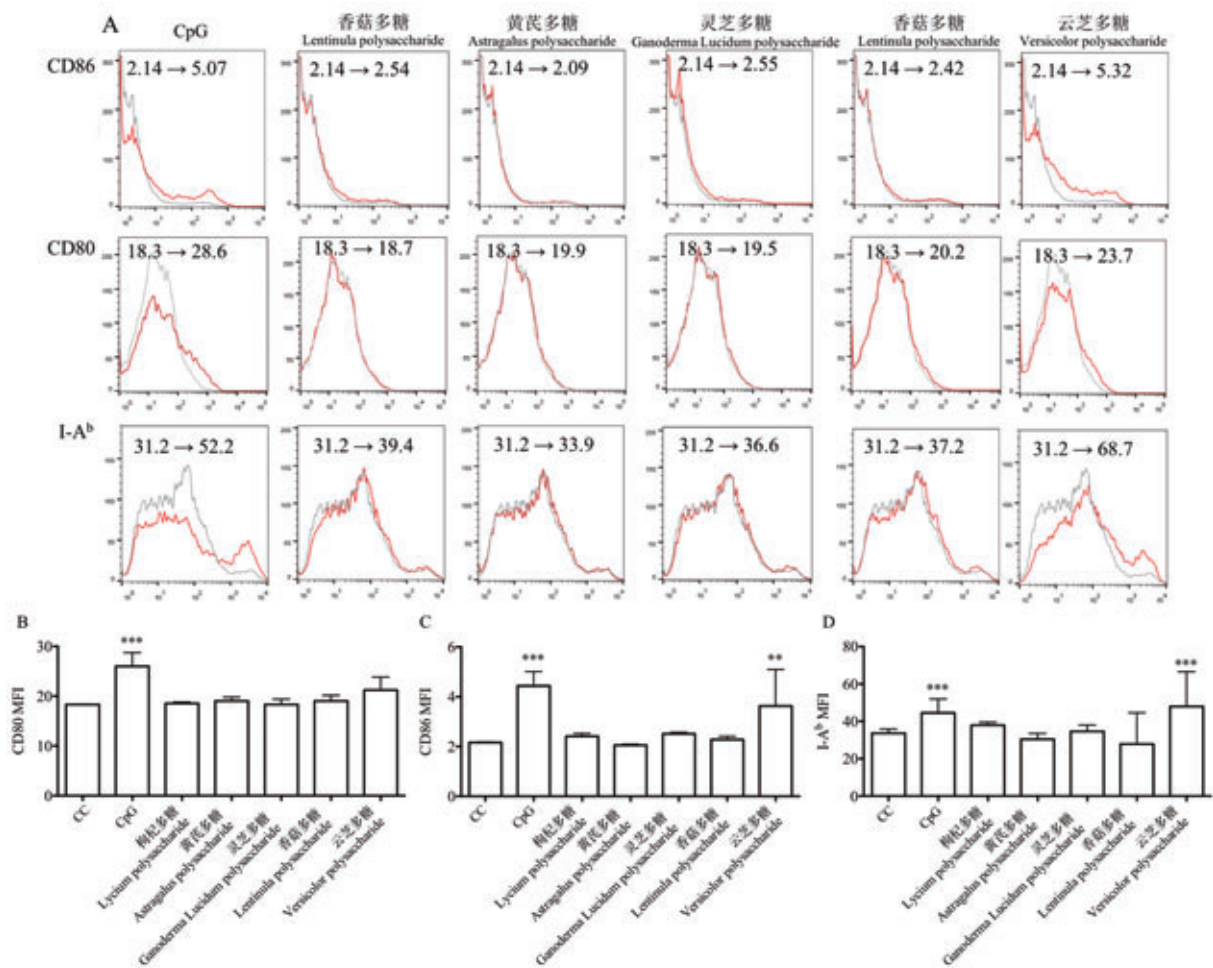 A
CpG
香菇多糖
Lentinula polysaccharide
黄芪多糖
Astragalus polysaccharide
灵芝多糖
Ganoderma Lucidum polysaccharide
香菇多糖
Lentinula polysaccharide
云芝多糖
Versicolor polysaccharide
CD86
2.14 → 5.07
2.14 → 2.54
2.14 → 2.09
2.14 → 2.55
2.14 → 2.42
2.14 → 5.32
CD80
18.3 → 28.6
18.3 → 18.7
18.3 → 19.9
18.3 → 19.5
18.3 → 20.2
18.3 → 23.7
I-Aᵇ
31.2 → 52.2
31.2 → 39.4
31.2 → 33.9
31.2 → 36.6
31.2 → 37.2
31.2 → 68.7
B
CD80 MFI
30
20
10
0
***
CC
CpG
枸杞多糖
Lycium polysaccharide
黄芪多糖
Astragalus polysaccharide
灵芝多糖
Ganoderma Lucidum polysaccharide
香菇多糖
Lentinula polysaccharide
云芝多糖
Versicolor polysaccharide
C
CD86 MFI
6
4
2
0
***
**
CC
CpG
枸杞多糖
Lycium polysaccharide
黄芪多糖
Astragalus polysaccharide
灵芝多糖
Ganoderma Lucidum polysaccharide
香菇多糖
Lentinula polysaccharide
云芝多糖
Versicolor polysaccharide
D
I-Aᵇ MFI
80
60
40
20
0
***
***
CC
CpG
枸杞多糖
Lycium polysaccharide
黄芪多糖
Astragalus polysaccharide
灵芝多糖
Ganoderma Lucidum polysaccharide
香菇多糖
Lentinula polysaccharide
云芝多糖
Versicolor polysaccharide